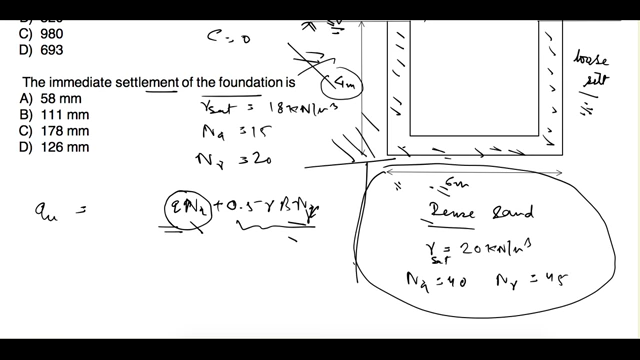 C) 980
D) 693
C = 0
4m
loose
silt
The immediate settlement of the foundation is
A) 58 mm
B) 111 mm
C) 178 mm
D) 126 mm
γsat = 18 kN/m³
Nq = 15
Nγ = 20
6m
qu = qNq + 0.5 γ B Nγ
Dense Sand
γsat = 20 kN/m³
Nq = 40 Nγ = 45